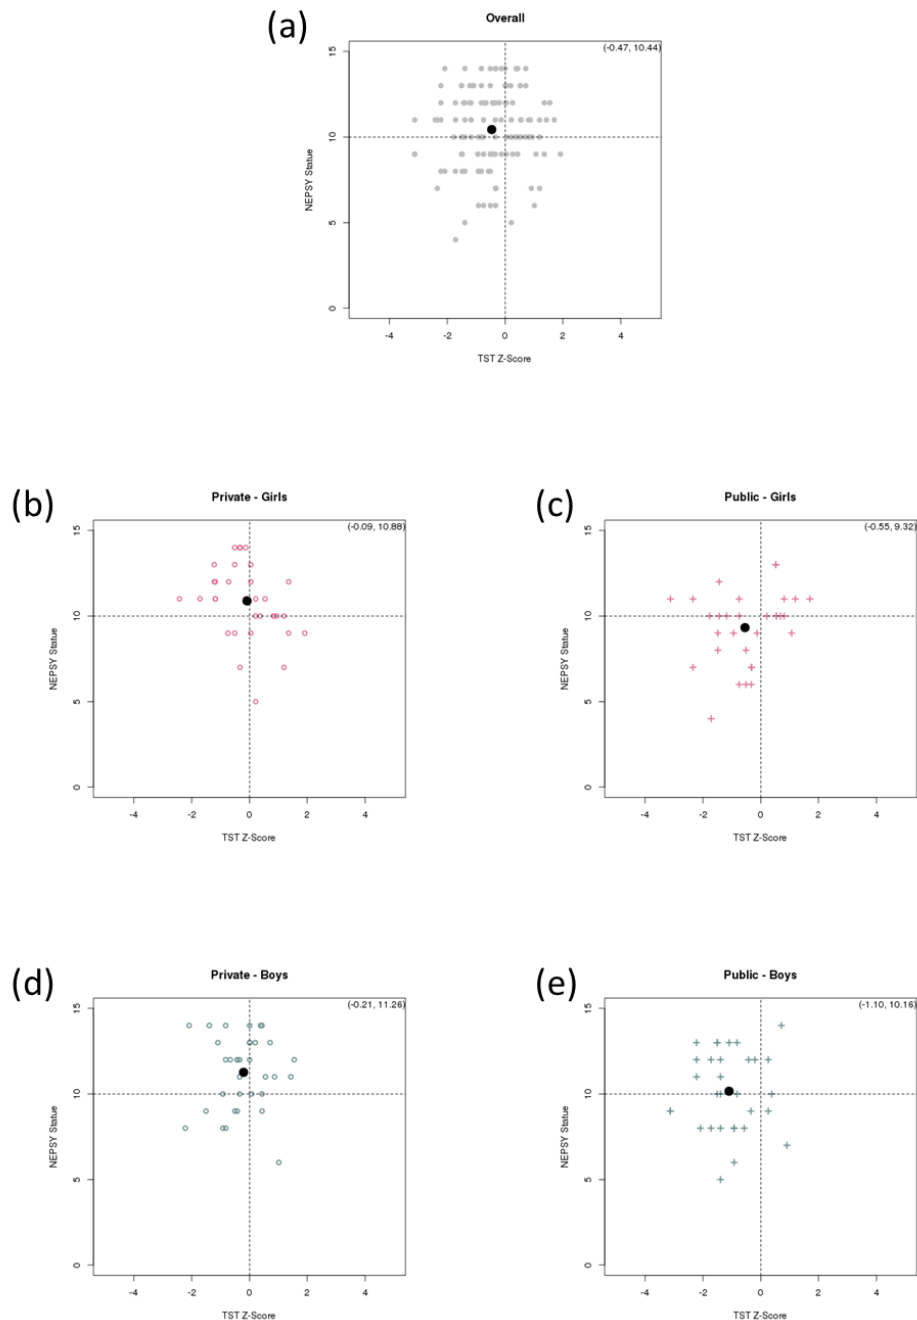 (a)
Overall
(-0.47, 10.44)
15
10
5
0
NEPSY Statue
-4 -2 0 2 4
TST Z-Score
(b)
Private - Girls
(-0.09, 10.88)
15
10
5
0
NEPSY Statue
-4 -2 0 2 4
TST Z-Score
(c)
Public - Girls
(-0.55, 9.32)
15
10
5
0
NEPSY Statue
-4 -2 0 2 4
TST Z-Score
(d)
Private - Boys
(-0.21, 11.26)
15
10
5
0
NEPSY Statue
-4 -2 0 2 4
TST Z-Score
(e)
Public - Boys
(-1.10, 10.16)
15
10
5
0
NEPSY Statue
-4 -2 0 2 4
TST Z-Score